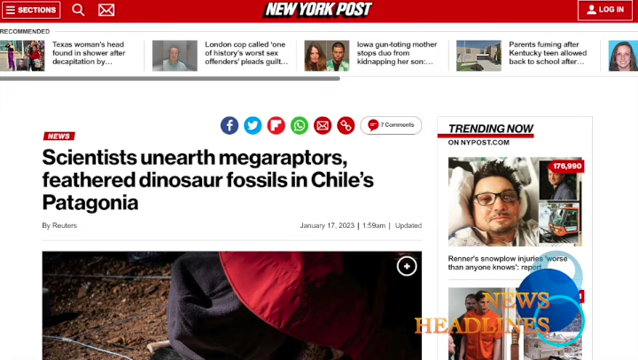 SECTIONS
NEW YORK POST
LOG IN
RECOMMENDED
Texas woman's head
found in shower after
decapitation by...
London cop called 'one
of history's worst sex
offenders' pleads guilt...
Iowa gun-toting mother
stops duo from
kidnapping her son:...
Parents fuming after
Kentucky teen allowed
back to school after...
7 Comments
NEWS
Scientists unearth megaraptors,
feathered dinosaur fossils in Chile's
Patagonia
By Reuters
January 17, 2023 | 1:59am | Updated
TRENDING NOW
ON NYPOST.COM
176,990
Renner's snowplow injuries 'worse
than anyone knows': report
NEWS
HEADLINES